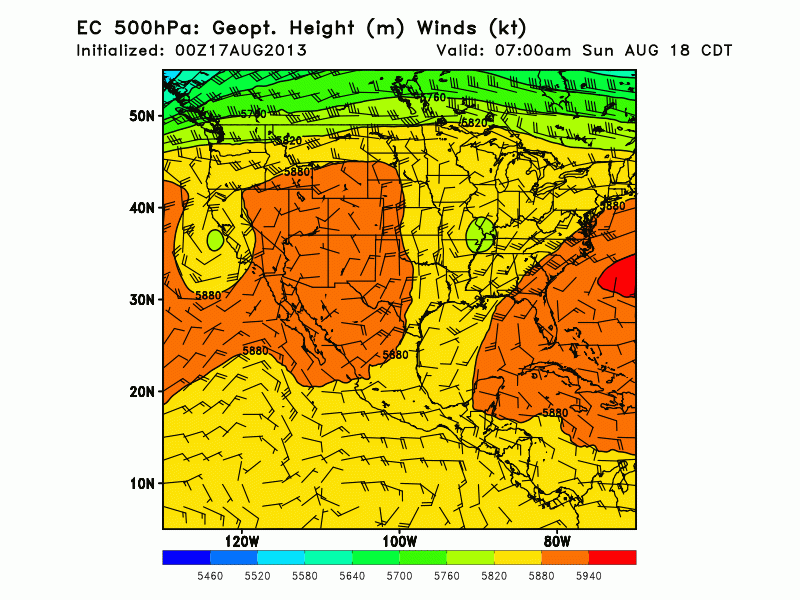 EC 500hPa: Geopt. Height (m) Winds (kt)
Initialized: 00Z17AUG2013 Valid: 07:00am Sun AUG 18 CDT
5760
50N
5740
5820
5820
5880
40N
5880
30N
5880
5880
5880
20N
5880
10N
120W 100W 80W
5460 5520 5580 5640 5700 5760 5820 5880 5940